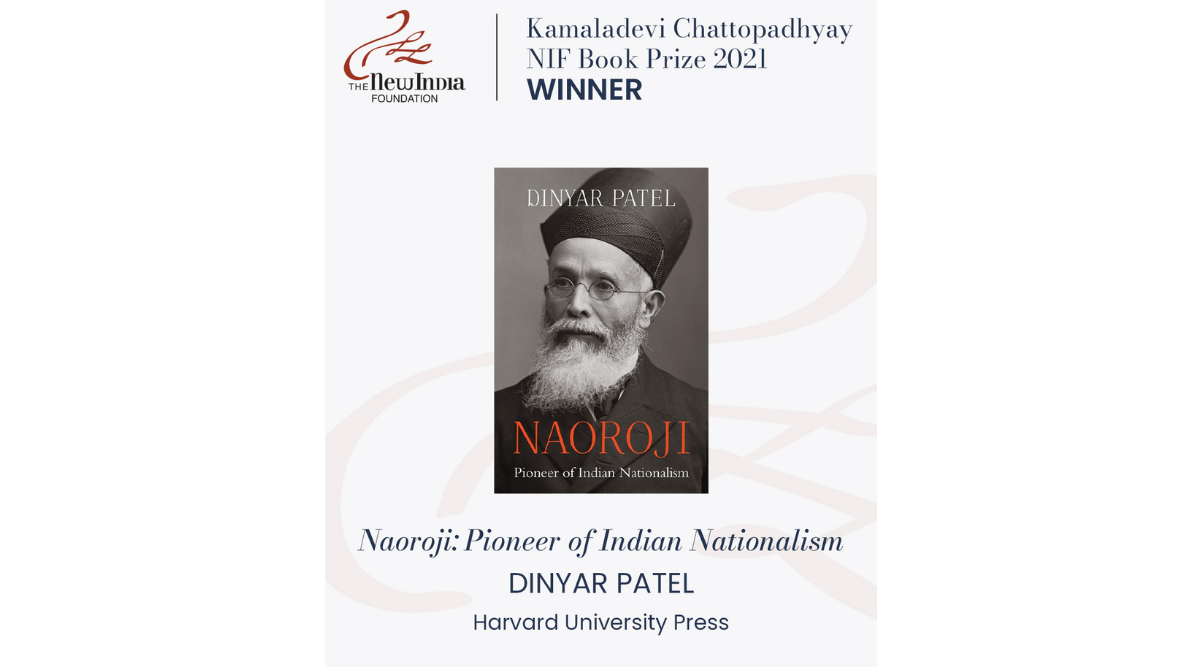 THE NEWINDIA
FOUNDATION
Kamaladevi Chattopadhyay
NIF Book Prize 2021
WINNER
DINYAR PATEL
NAOROJI
Pioneer of Indian Nationalism
Naoroji: Pioneer of Indian Nationalism
DINYAR PATEL
Harvard University Press